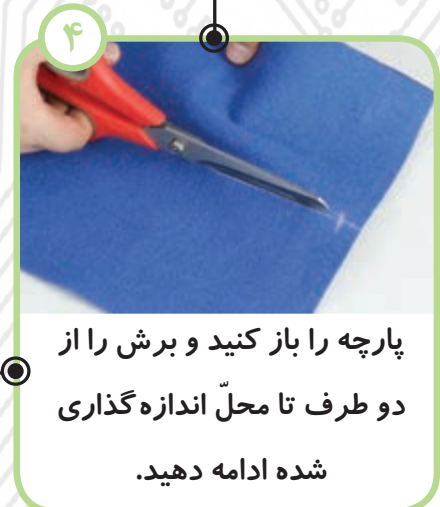 ۴
پارچه را باز کنید و برش را از
دو طرف تا محلّ اندازه‌گذاری
شده ادامه دهید.